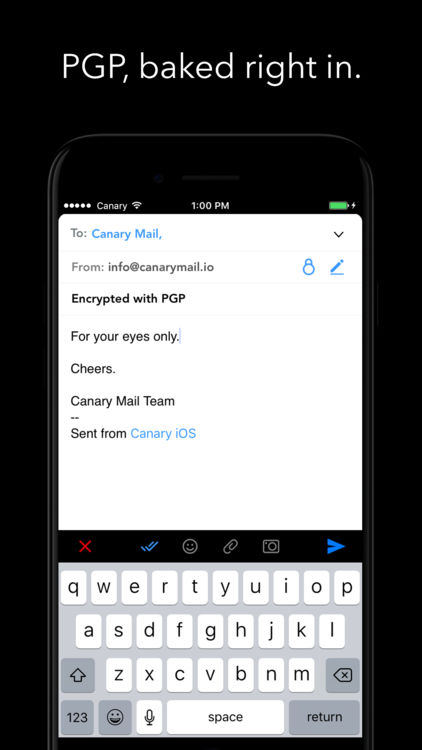 PGP, baked right in.
Canary 1:00 PM
To: Canary Mail,
From: info@canarymail.io
Encrypted with PGP
For your eyes only.
Cheers.
Canary Mail Team
--
Sent from Canary iOS
q w e r t y u i o p
a s d f g h j k l
z x c v b n m
123 space return